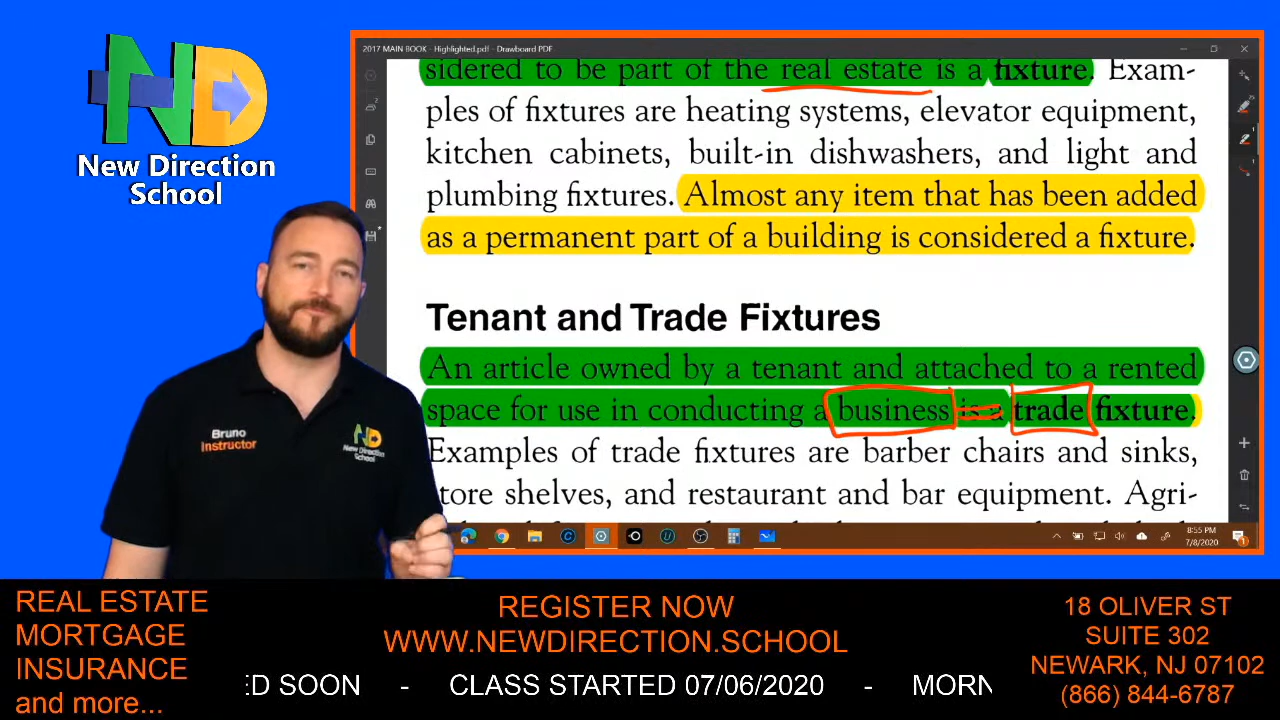 New Direction
School
Bruno
Instructor
New Direction
School
2017 MAIN BOOK - Highlighted.pdf - Drawboard PDF
sidered to be part of the real estate is a fixture. Exam-
ples of fixtures are heating systems, elevator equipment,
kitchen cabinets, built-in dishwashers, and light and
plumbing fixtures. Almost any item that has been added
as a permanent part of a building is considered a fixture.
Tenant and Trade Fixtures
An article owned by a tenant and attached to a rented
space for use in conducting a business is a trade fixture.
Examples of trade fixtures are barber chairs and sinks,
tore shelves, and restaurant and bar equipment. Agri-
8:55 PM
7/8/2020
REAL ESTATE
MORTGAGE
INSURANCE
and more...
REGISTER NOW
WWW.NEWDIRECTION.SCHOOL
ED SOON - CLASS STARTED 07/06/2020 - MORN
18 OLIVER ST
SUITE 302
NEWARK, NJ 07102
(866) 844-6787